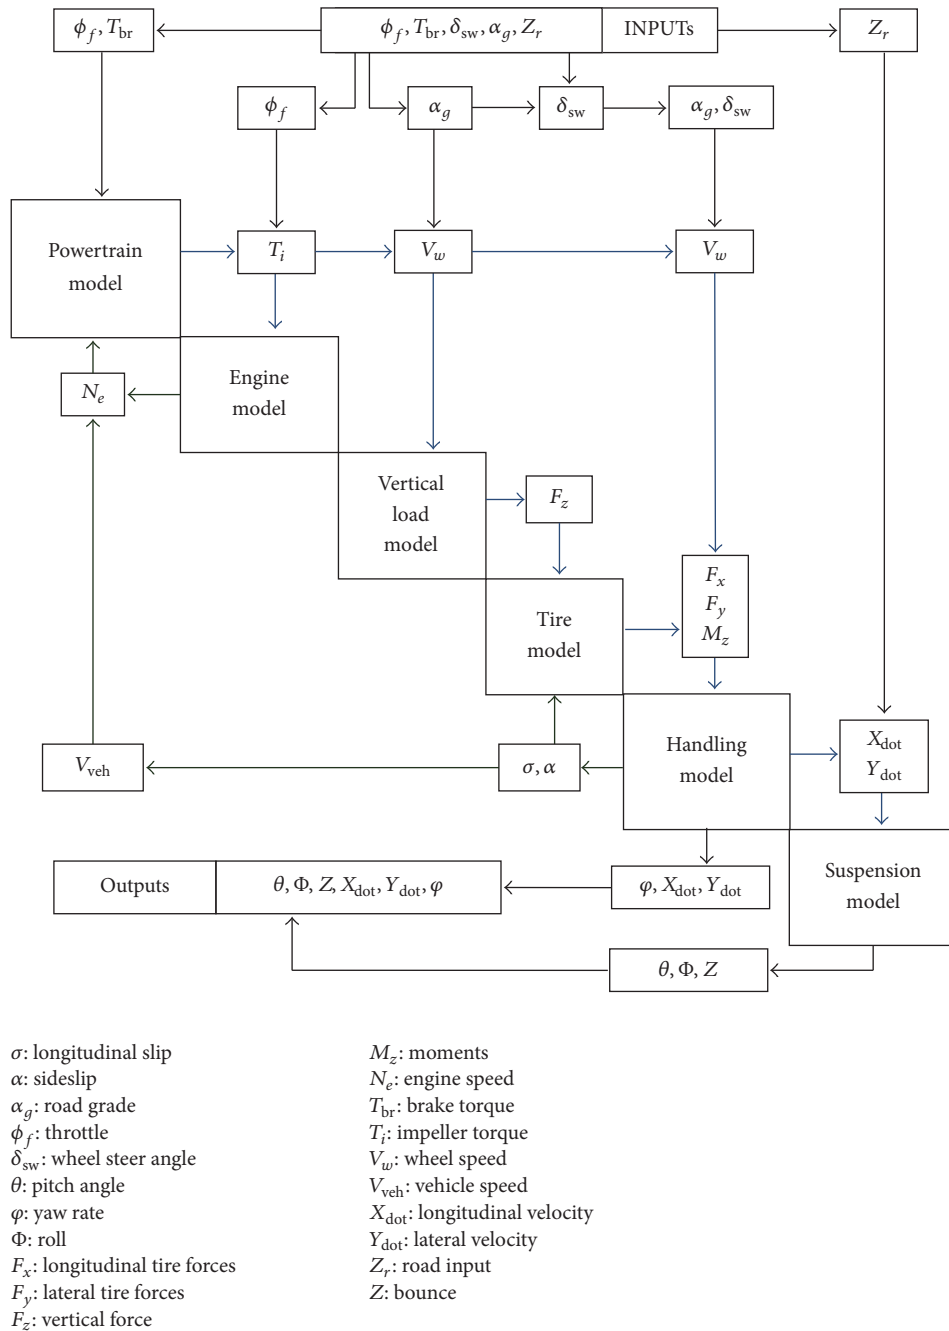 ϕ_f, T_br
ϕ_f, T_br, δ_sw, α_g, Z_r
INPUTs
Z_r
ϕ_f
α_g
δ_sw
α_g, δ_sw
Powertrain
model
T_i
V_w
V_w
N_e
Engine
model
Vertical
load
model
F_z
Tire
model
F_x
F_y
M_z
V_veh
σ, α
Handling
model
X_dot
Y_dot
Outputs
θ, Φ, Z, X_dot, Y_dot, φ
φ, X_dot, Y_dot
Suspension
model
θ, Φ, Z
σ: longitudinal slip
α: sideslip
α_g: road grade
ϕ_f: throttle
δ_sw: wheel steer angle
θ: pitch angle
φ: yaw rate
Φ: roll
F_x: longitudinal tire forces
F_y: lateral tire forces
F_z: vertical force
M_z: moments
N_e: engine speed
T_br: brake torque
T_i: impeller torque
V_w: wheel speed
V_veh: vehicle speed
X_dot: longitudinal velocity
Y_dot: lateral velocity
Z_r: road input
Z: bounce